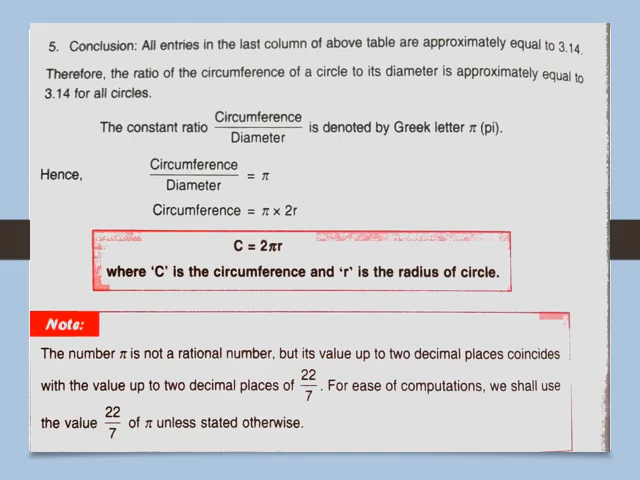 5. Conclusion: All entries in the last column of above table are approximately equal to 3.14.
Therefore, the ratio of the circumference of a circle to its diameter is approximately equal to
3.14 for all circles.
The constant ratio Circumference/Diameter is denoted by Greek letter π (pi).
Hence, Circumference/Diameter = π
Circumference = π × 2r
C = 2πr
where 'C' is the circumference and 'r' is the radius of circle.
Note:
The number π is not a rational number, but its value up to two decimal places coincides
with the value up to two decimal places of 22/7. For ease of computations, we shall use
the value 22/7 of π unless stated otherwise.